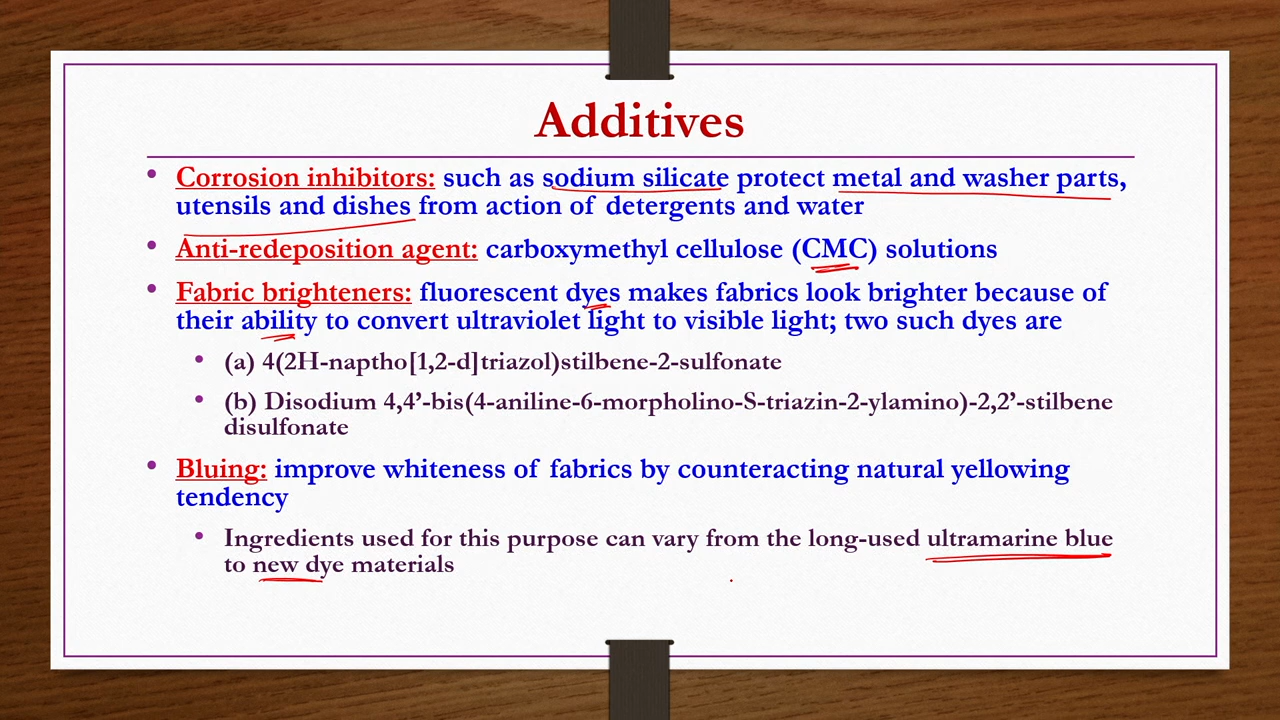 Additives
• Corrosion inhibitors: such as sodium silicate protect metal and washer parts,
utensils and dishes from action of detergents and water
• Anti-redeposition agent: carboxymethyl cellulose (CMC) solutions
• Fabric brighteners: fluorescent dyes makes fabrics look brighter because of
their ability to convert ultraviolet light to visible light; two such dyes are
• (a) 4(2H-naptho[1,2-d]triazol)stilbene-2-sulfonate
• (b) Disodium 4,4’-bis(4-aniline-6-morpholino-S-triazin-2-ylamino)-2,2’-stilbene
disulfonate
• Bluing: improve whiteness of fabrics by counteracting natural yellowing
tendency
• Ingredients used for this purpose can vary from the long-used ultramarine blue
to new dye materials